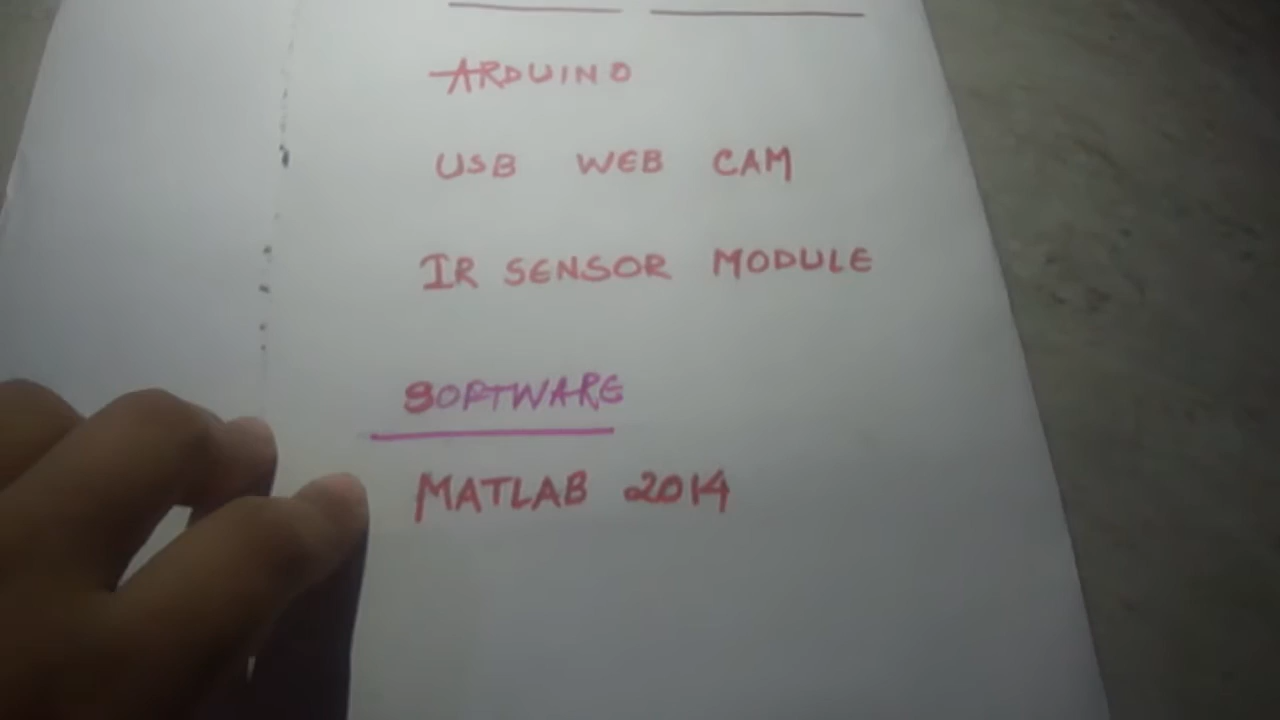 ARDUINO
USB WEB CAM
IR SENSOR MODULE
SOFTWARE
MATLAB 2014